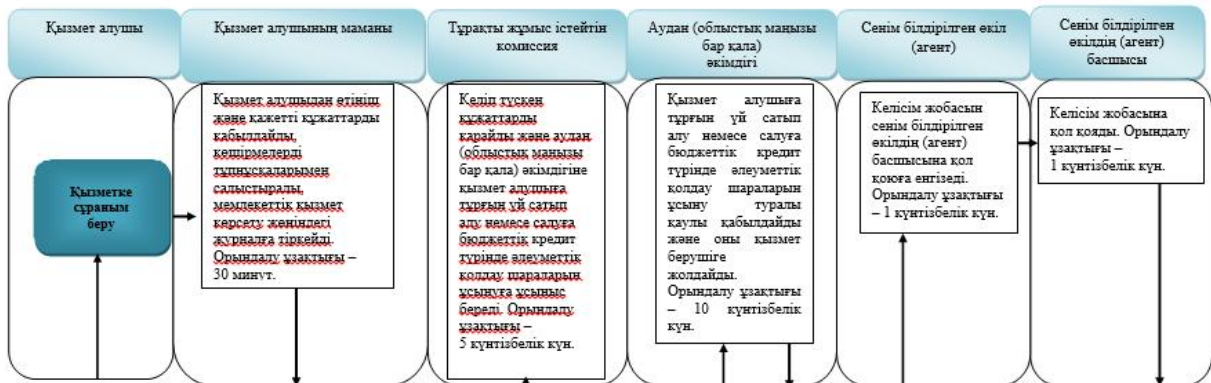 Қызмет алушы
Қызмет алушының маманы
Тұрақты жұмыс істейтін
комиссия
Аудан (облыстық маңызы
бар қала)
әкімдігі
Сенім білдірілген өкіл
(агент)
Сенім білдірілген
өкілдің (агент)
басшысы
Қызметке
сұраным
беру
Қызмет алушыдан өтініш
және қажетті құжаттарды
қабылдайды,
көшірмелерді
тұпнұсқаларымен
салыстырады,
мемлекеттік қызмет
көрсету жөніндегі
журналға тіркейді.
Орындалу ұзақтығы –
30 минут.
Келіп түскен
құжаттарды
қарайды және аудан
(облыстық маңызы
бар қала) әкімдігіне
қызмет алушыға
тұрғын үй сатып
алу немесе салуға
бюджеттік кредит
түрінде әлеуметтік
қолдау шараларын
ұсынуға ұсыныс
береді. Орындалу
ұзақтығы –
5 күнтізбелік күн.
Қызмет алушыға
тұрғын үй сатып
алу немесе салуға
бюджеттік кредит
түрінде әлеуметтік
қолдау шараларын
ұсыну туралы
қаулы қабылдайды
және оны қызмет
берушіге
жолдайды.
Орындалу ұзақтығы
– 10 күнтізбелік
күн.
Келісім жобасын
сенім білдірілген
өкілдің (агент)
басшысына қол
қоюға енгізеді.
Орындалу ұзақтығы
– 1 күнтізбелік күн.
Келісім жобасына
қол қояды. Орындалу
ұзақтығы –
1 күнтізбелік күн.